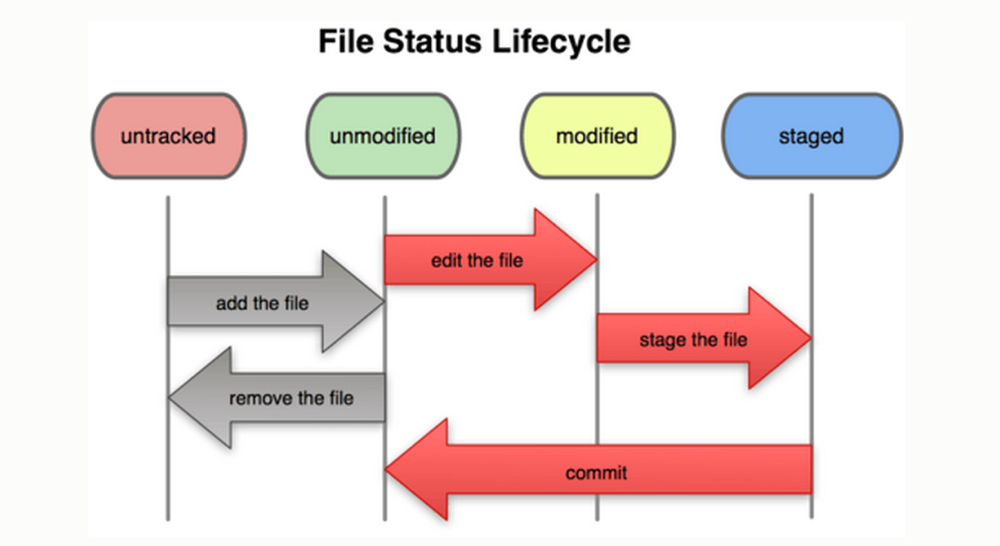 File Status Lifecycle
untracked
unmodified
modified
staged
edit the file
add the file
stage the file
remove the file
commit